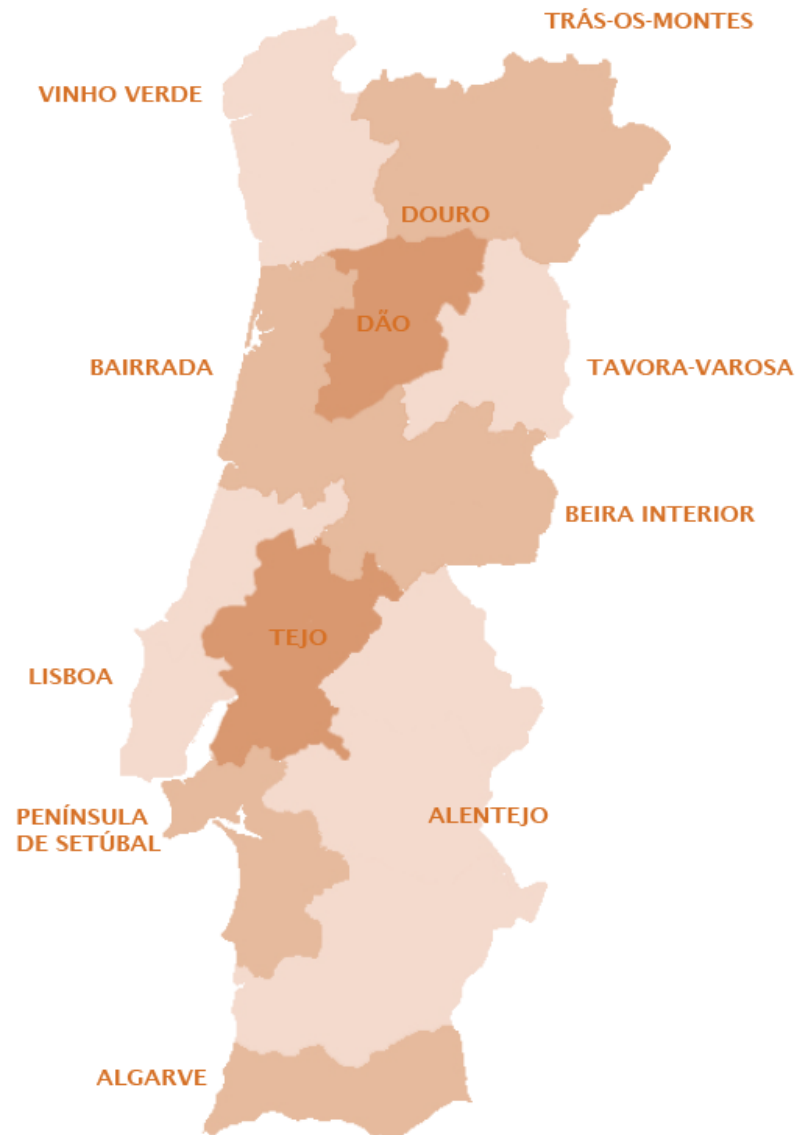 TRÁS-OS-MONTES
VINHO VERDE
DOURO
DÃO
BAIRRADA
TAVORA-VAROSA
BEIRA INTERIOR
TEJO
LISBOA
PENÍNSULA
DE SETÚBAL
ALENTEJO
ALGARVE